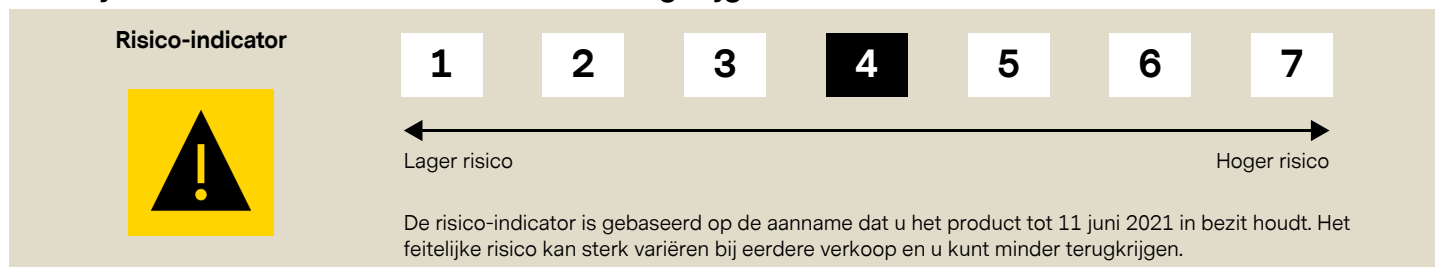 Risico-indicator
1 2 3 4 5 6 7
Lager risico Hoger risico
De risico-indicator is gebaseerd op de aanname dat u het product tot 11 juni 2021 in bezit houdt. Het
feitelijke risico kan sterk variëren bij eerdere verkoop en u kunt minder terugkrijgen.